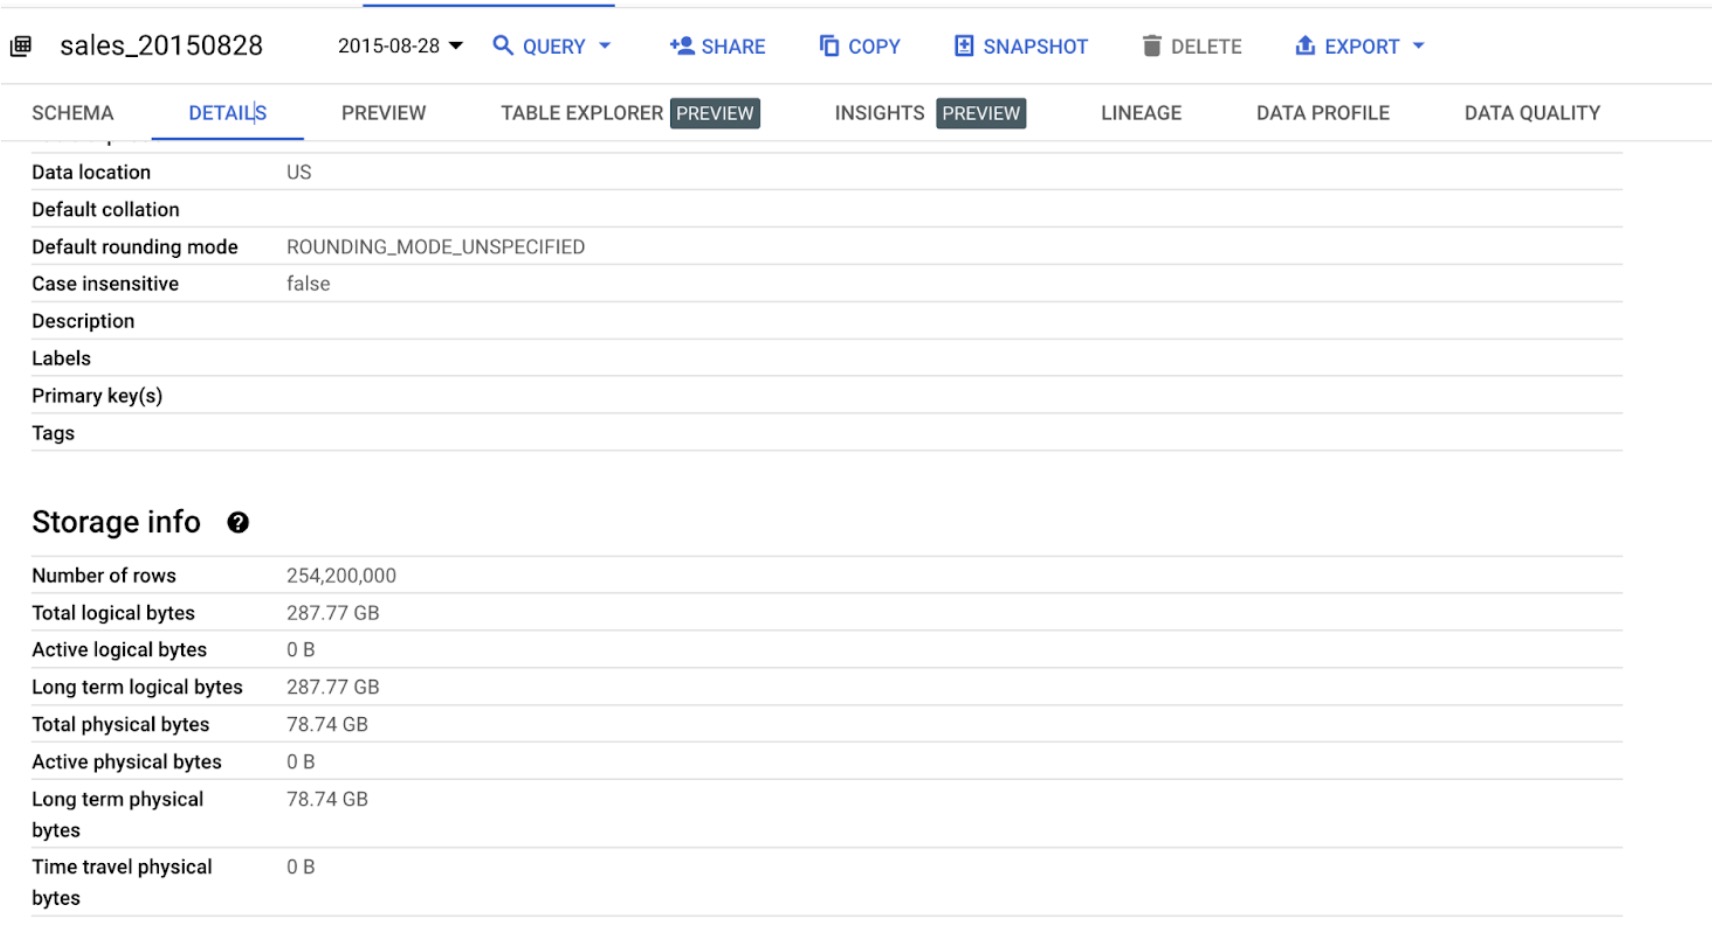 sales_20150828 2015-08-28 QUERY SHARE COPY SNAPSHOT DELETE EXPORT
SCHEMA DETAILS PREVIEW TABLE EXPLORER PREVIEW INSIGHTS PREVIEW LINEAGE DATA PROFILE DATA QUALITY
Data location US
Default collation
Default rounding mode ROUNDING_MODE_UNSPECIFIED
Case insensitive false
Description
Labels
Primary key(s)
Tags
Storage info ?
Number of rows 254,200,000
Total logical bytes 287.77 GB
Active logical bytes 0 B
Long term logical bytes 287.77 GB
Total physical bytes 78.74 GB
Active physical bytes 0 B
Long term physical 78.74 GB
bytes
Time travel physical 0 B
bytes